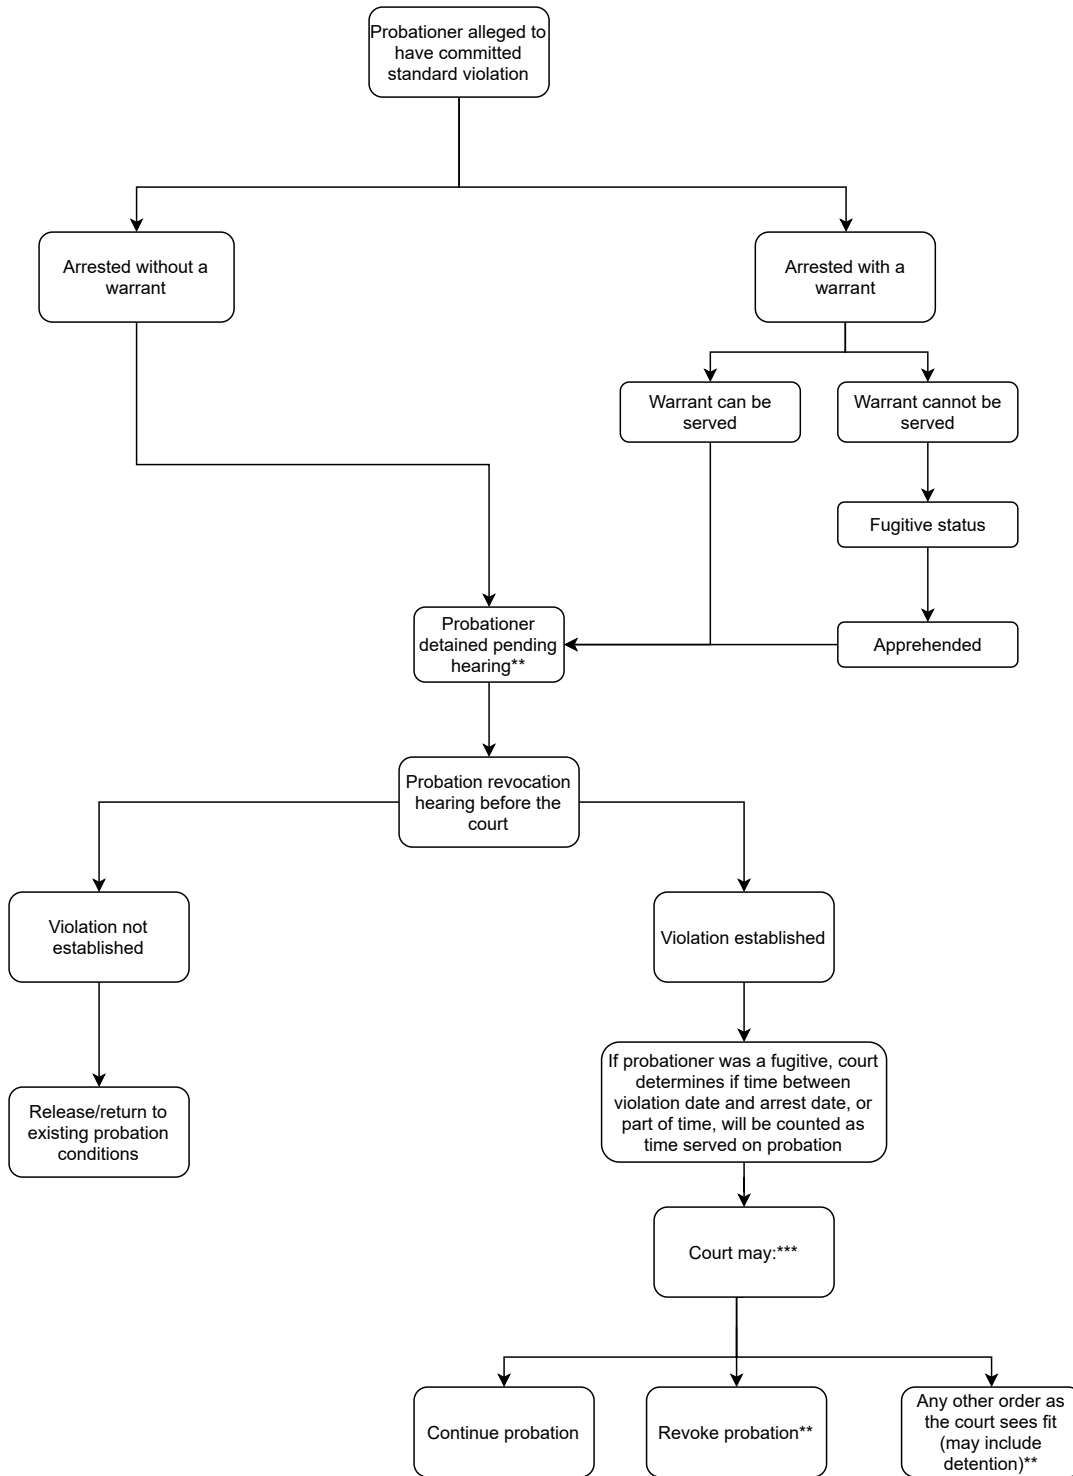 Probationer alleged to
have committed
standard violation
Arrested without a
warrant
Arrested with a
warrant
Warrant can be
served
Warrant cannot be
served
Fugitive status
Probationer
detained pending
hearing**
Apprehended
Probation revocation
hearing before the
court
Violation not
established
Violation established
If probationer was a fugitive, court
determines if time between
violation date and arrest date, or
part of time, will be counted as
time served on probation
Release/return to
existing probation
conditions
Court may:***
Continue probation
Revoke probation**
Any other order as
the court sees fit
(may include
detention)**